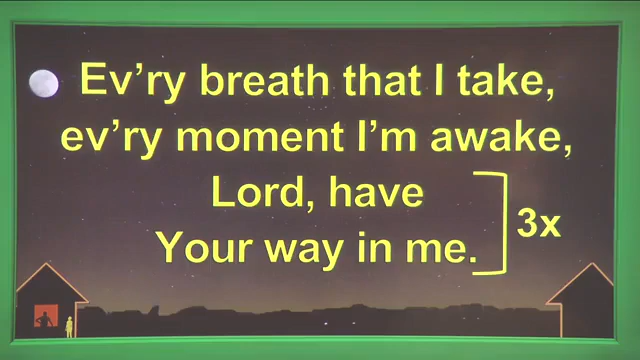 Ev'ry breath that I take,
ev'ry moment I'm awake,
Lord, have
Your way in me.
3x